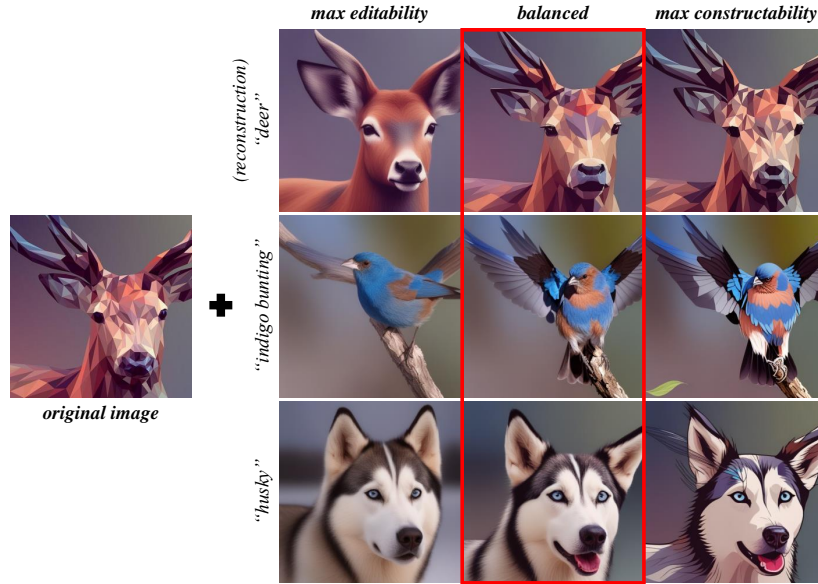 max editability
balanced
max constructability
(reconstruction)
"deer"
"indigo bunting"
"husky"
original image